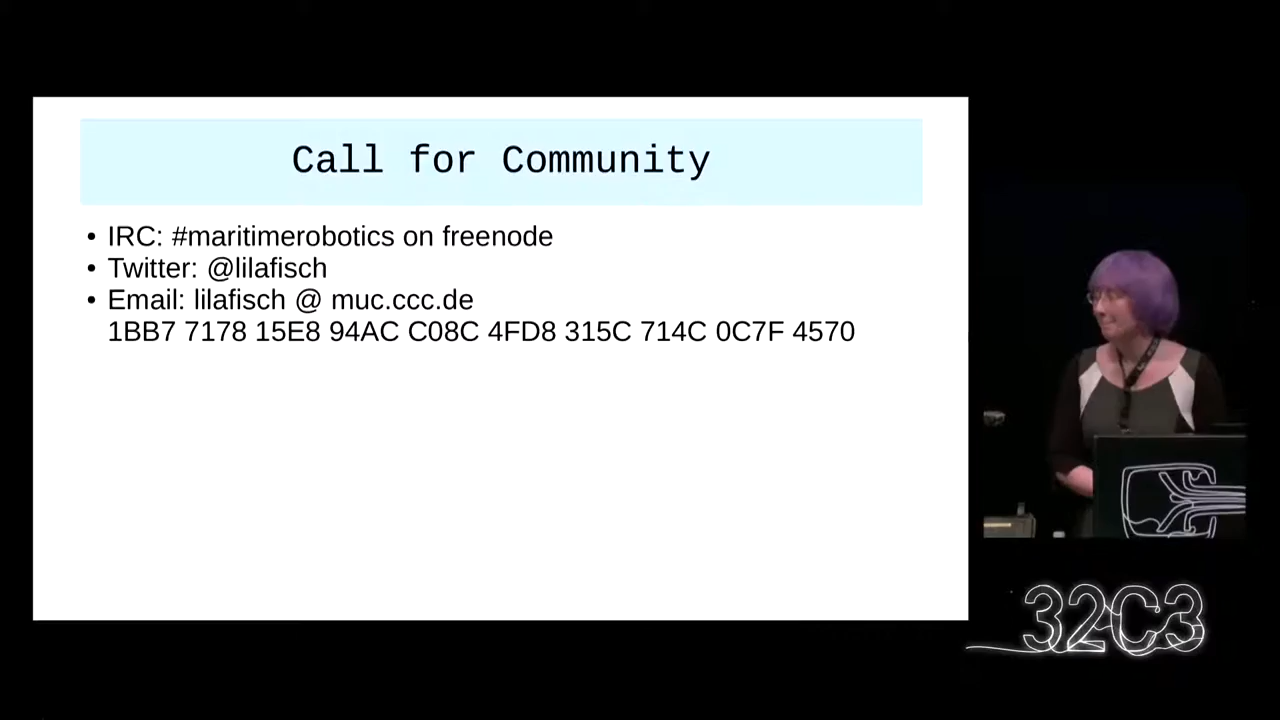 Call for Community
• IRC: #maritimerobotics on freenode
• Twitter: @lilafisch
• Email: lilafisch @ muc.ccc.de
1BB7 7178 15E8 94AC C08C 4FD8 315C 714C 0C7F 4570
32C3